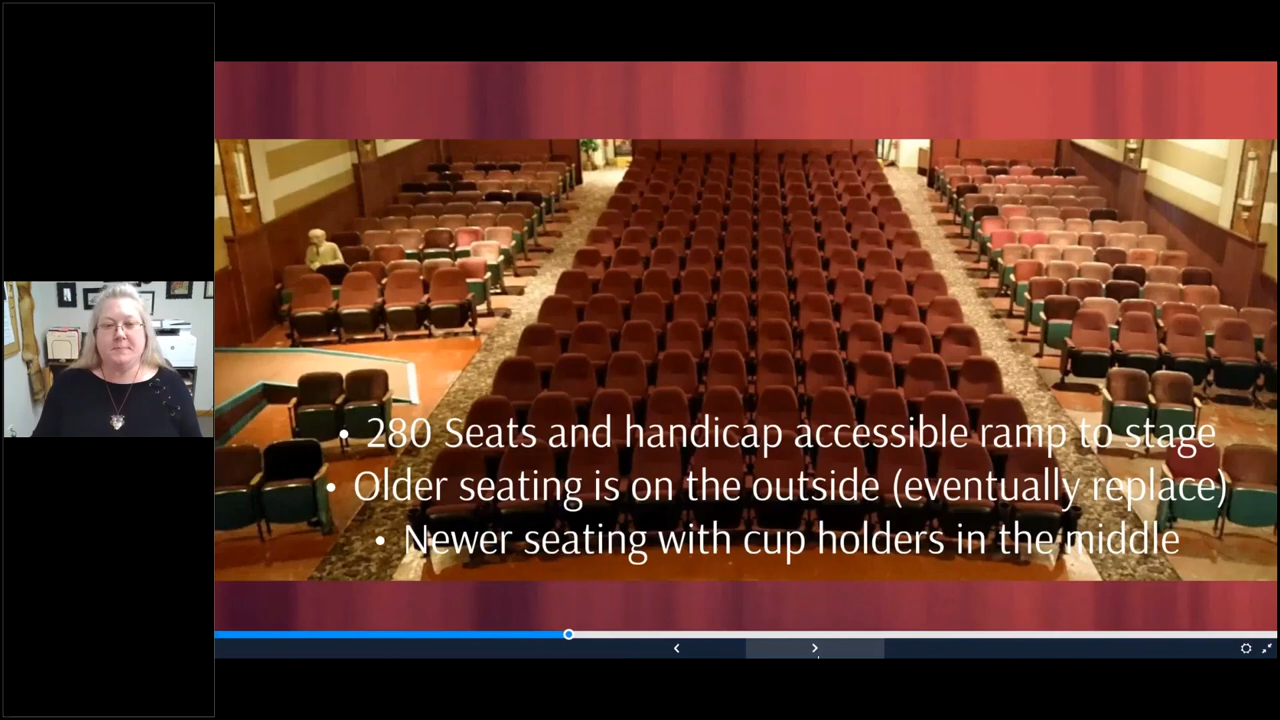 • 280 Seats and handicap accessible ramp to stage
• Older seating is on the outside (eventually replace)
• Newer seating with cup holders in the middle